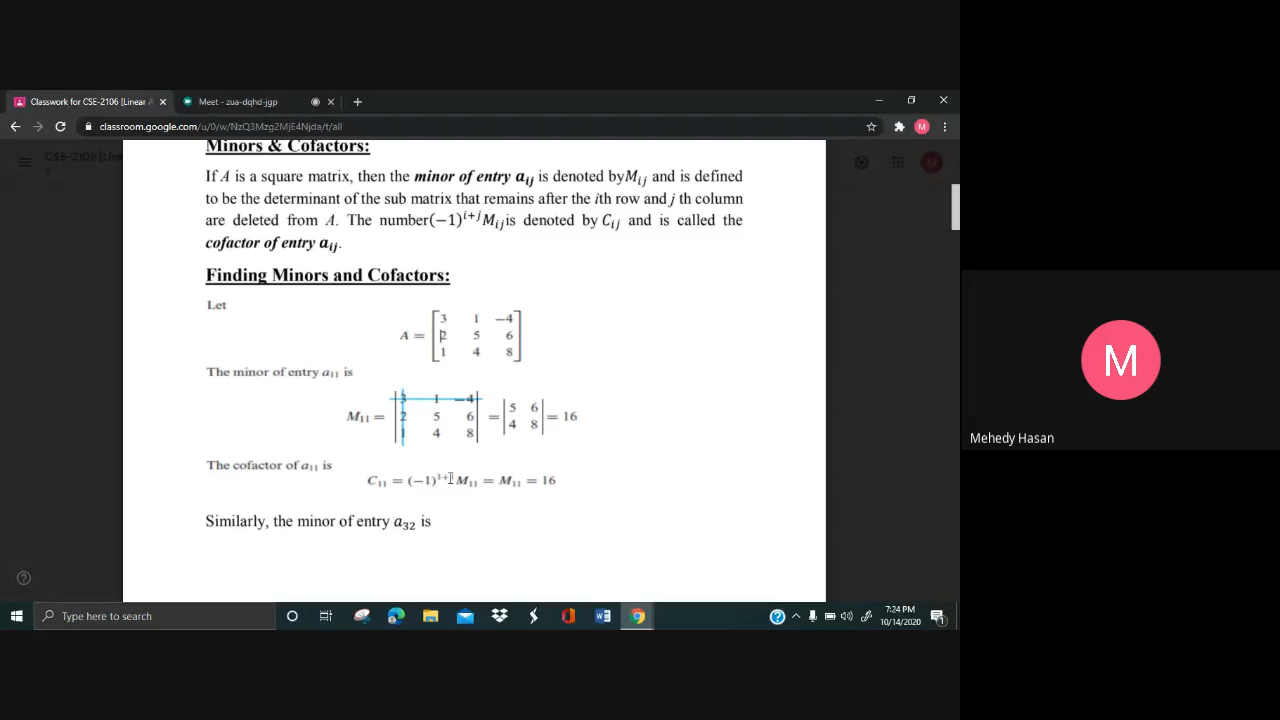 Classwork for CSE-2106 [Linear A
Meet - zua-dqhd-jgp
classroom.google.com/u/0/w/NzQ3Mzg2MjE4Njda/t/all
M
CSE-2106 [Lin
Minors & Cofactors:
If A is a square matrix, then the minor of entry aᵢⱼ is denoted byMᵢⱼ and is defined
to be the determinant of the sub matrix that remains after the ith row and j th column
are deleted from A. The number(−1)ⁱ⁺ʲMᵢⱼis denoted by Cᵢⱼ and is called the
cofactor of entry aᵢⱼ.
Finding Minors and Cofactors:
Let
A = [3 1 −4
2 5 6
1 4 8]
The minor of entry a₁₁ is
M₁₁ = |3 1 −4
2 5 6
1 4 8| = |5 6
4 8| = 16
The cofactor of a₁₁ is
C₁₁ = (−1)¹⁺ M₁₁ = M₁₁ = 16
Similarly, the minor of entry a₃₂ is
M
Mehedy Hasan
Type here to search
7:24 PM
10/14/2020
1